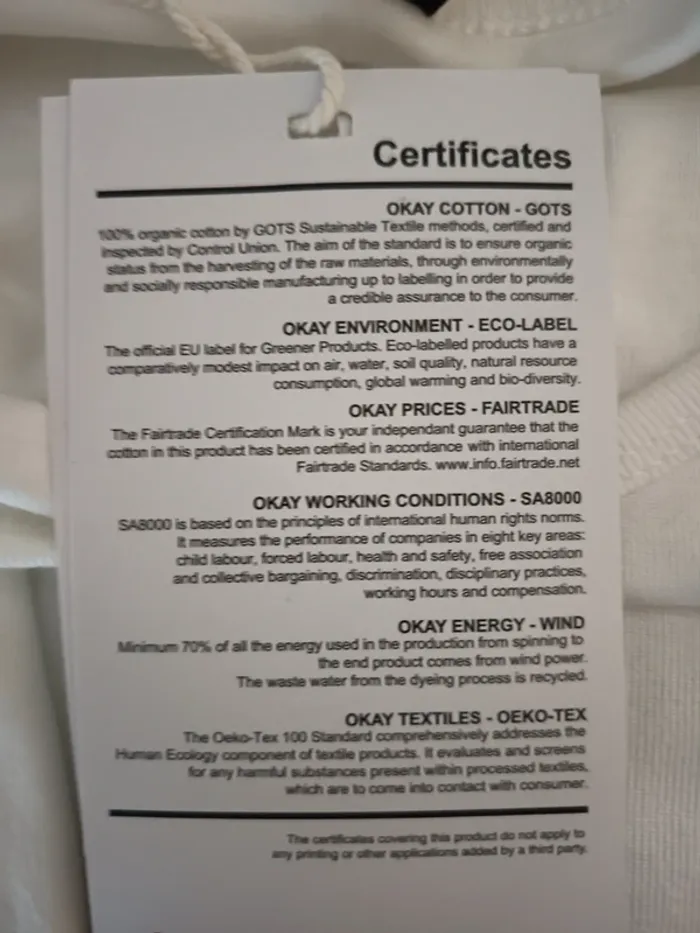 Certificates
OKAY COTTON - GOTS
100% organic cotton by GOTS Sustainable Textile methods, certified and
inspected by Control Union. The aim of the standard is to ensure organic
status from the harvesting of the raw materials, through environmentally
and socially responsible manufacturing up to labelling in order to provide
a credible assurance to the consumer.
OKAY ENVIRONMENT - ECO-LABEL
The official EU label for Greener Products. Eco-labelled products have a
comparatively modest impact on air, water, soil quality, natural resource
consumption, global warming and bio-diversity.
OKAY PRICES - FAIRTRADE
The Fairtrade Certification Mark is your independant guarantee that the
cotton in this product has been certified in accordance with international
Fairtrade Standards. www.info.fairtrade.net
OKAY WORKING CONDITIONS - SA8000
SA8000 is based on the principles of international human rights norms.
It measures the performance of companies in eight key areas:
child labour, forced labour, health and safety, free association
and collective bargaining, discrimination, disciplinary practices,
working hours and compensation.
OKAY ENERGY - WIND
Minimum 70% of all the energy used in the production from spinning to
the end product comes from wind power.
The waste water from the dyeing process is recycled.
OKAY TEXTILES - OEKO-TEX
The Oeko-Tex 100 Standard comprehensively addresses the
Human Ecology component of textile products. It evaluates and screens
for any harmful substances present within processed textiles,
which are to come into contact with consumer.
The certificates covering this product do not apply to
any printing or other applications added by a third party.